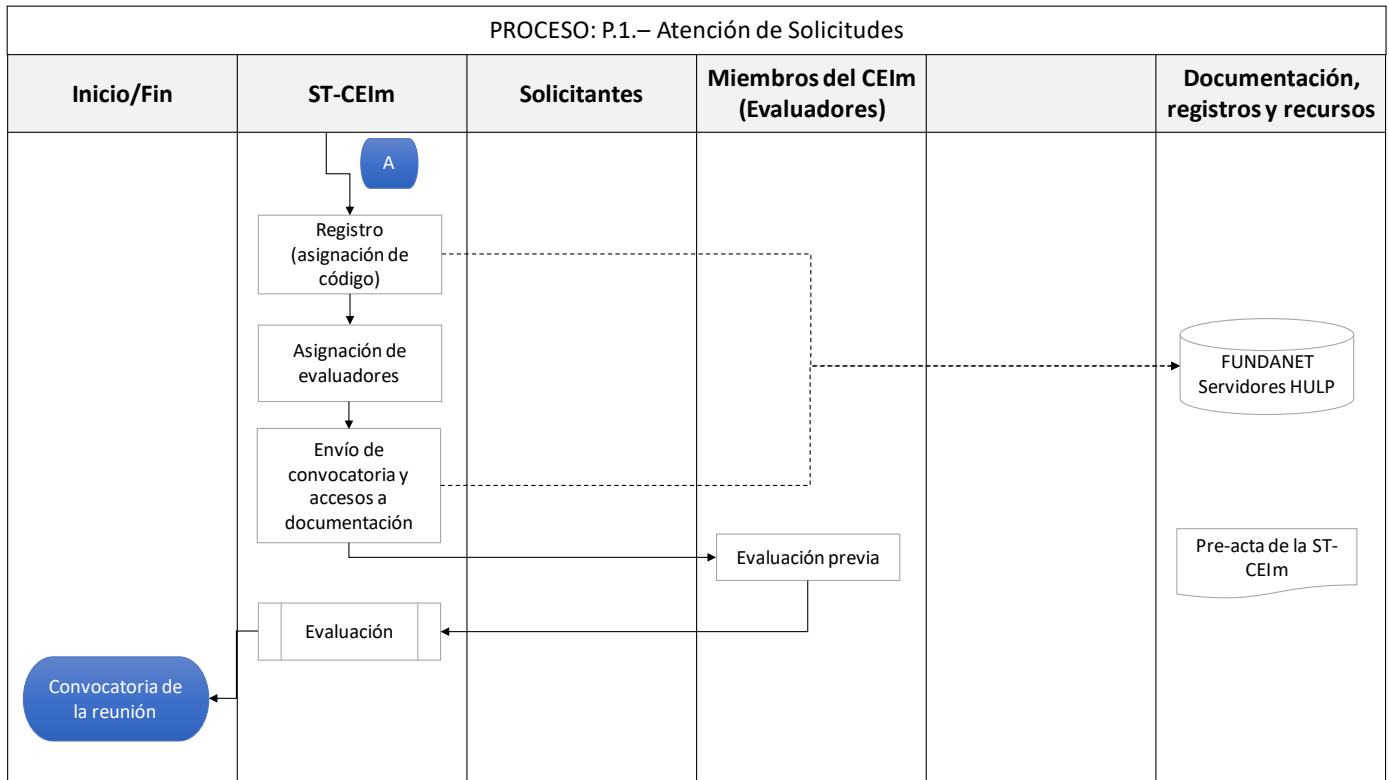 PROCESO: P.1.– Atención de Solicitudes
Inicio/Fin
ST-CEIm
Solicitantes
Miembros del CEIm
(Evaluadores)
Documentación,
registros y recursos
A
Registro
(asignación de
código)
Asignación de
evaluadores
FUNDANET
Servidores HULP
Envío de
convocatoria y
accesos a
documentación
Evaluación previa
Pre-acta de la ST-
CEIm
Evaluación
Convocatoria de
la reunión